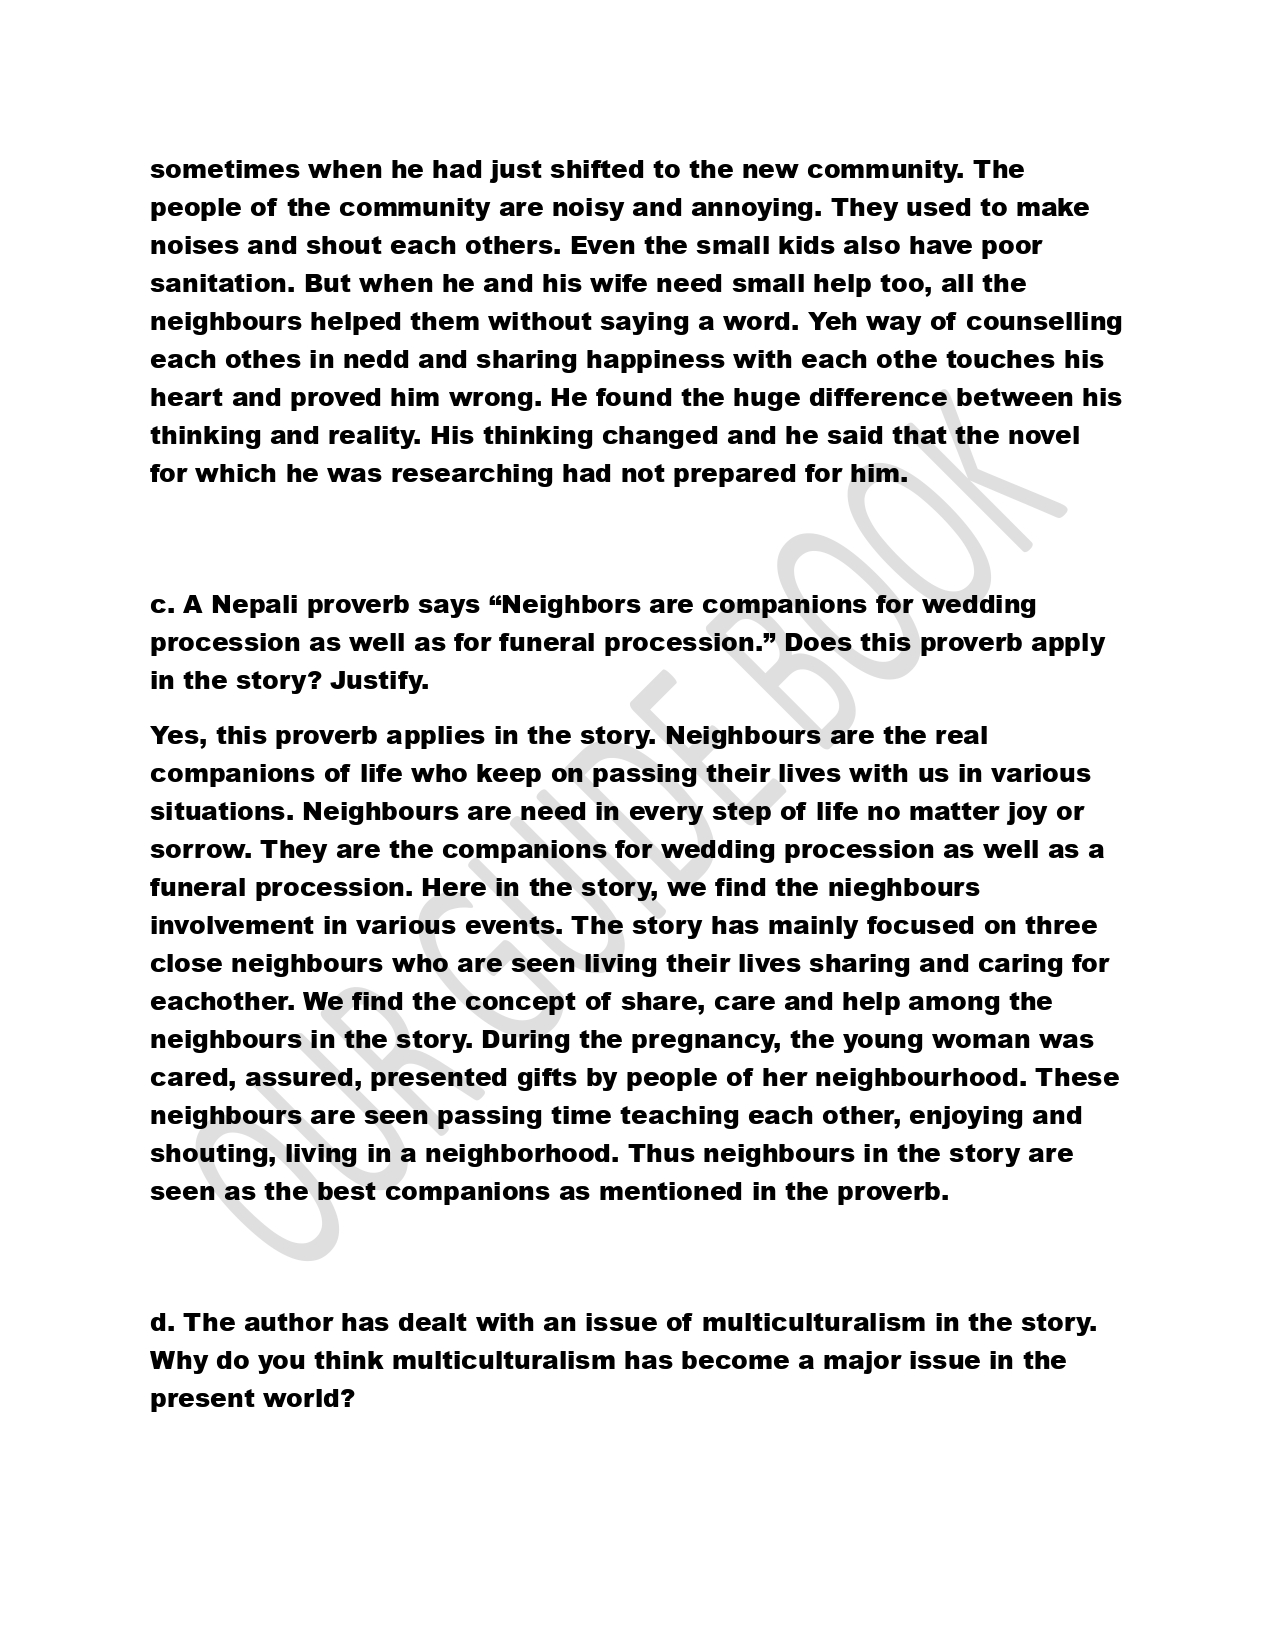 sometimes when he had just shifted to the new community. The
people of the community are noisy and annoying. They used to make
noises and shout each others. Even the small kids also have poor
sanitation. But when he and his wife need small help too, all the
neighbours helped them without saying a word. Yeh way of counselling
each othes in nedd and sharing happiness with each othe touches his
heart and proved him wrong. He found the huge difference between his
thinking and reality. His thinking changed and he said that the novel
for which he was researching had not prepared for him.
c. A Nepali proverb says “Neighbors are companions for wedding
procession as well as for funeral procession.” Does this proverb apply
in the story? Justify.
Yes, this proverb applies in the story. Neighbours are the real
companions of life who keep on passing their lives with us in various
situations. Neighbours are need in every step of life no matter joy or
sorrow. They are the companions for wedding procession as well as a
funeral procession. Here in the story, we find the nieghbours
involvement in various events. The story has mainly focused on three
close neighbours who are seen living their lives sharing and caring for
eachother. We find the concept of share, care and help among the
neighbours in the story. During the pregnancy, the young woman was
cared, assured, presented gifts by people of her neighbourhood. These
neighbours are seen passing time teaching each other, enjoying and
shouting, living in a neighborhood. Thus neighbours in the story are
seen as the best companions as mentioned in the proverb.
d. The author has dealt with an issue of multiculturalism in the story.
Why do you think multiculturalism has become a major issue in the
present world?
OUR GUIDE BOOK